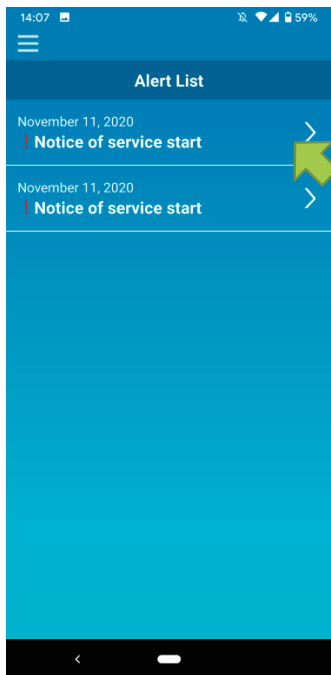 14:07 59%
Alert List
November 11, 2020
! Notice of service start
November 11, 2020
! Notice of service start